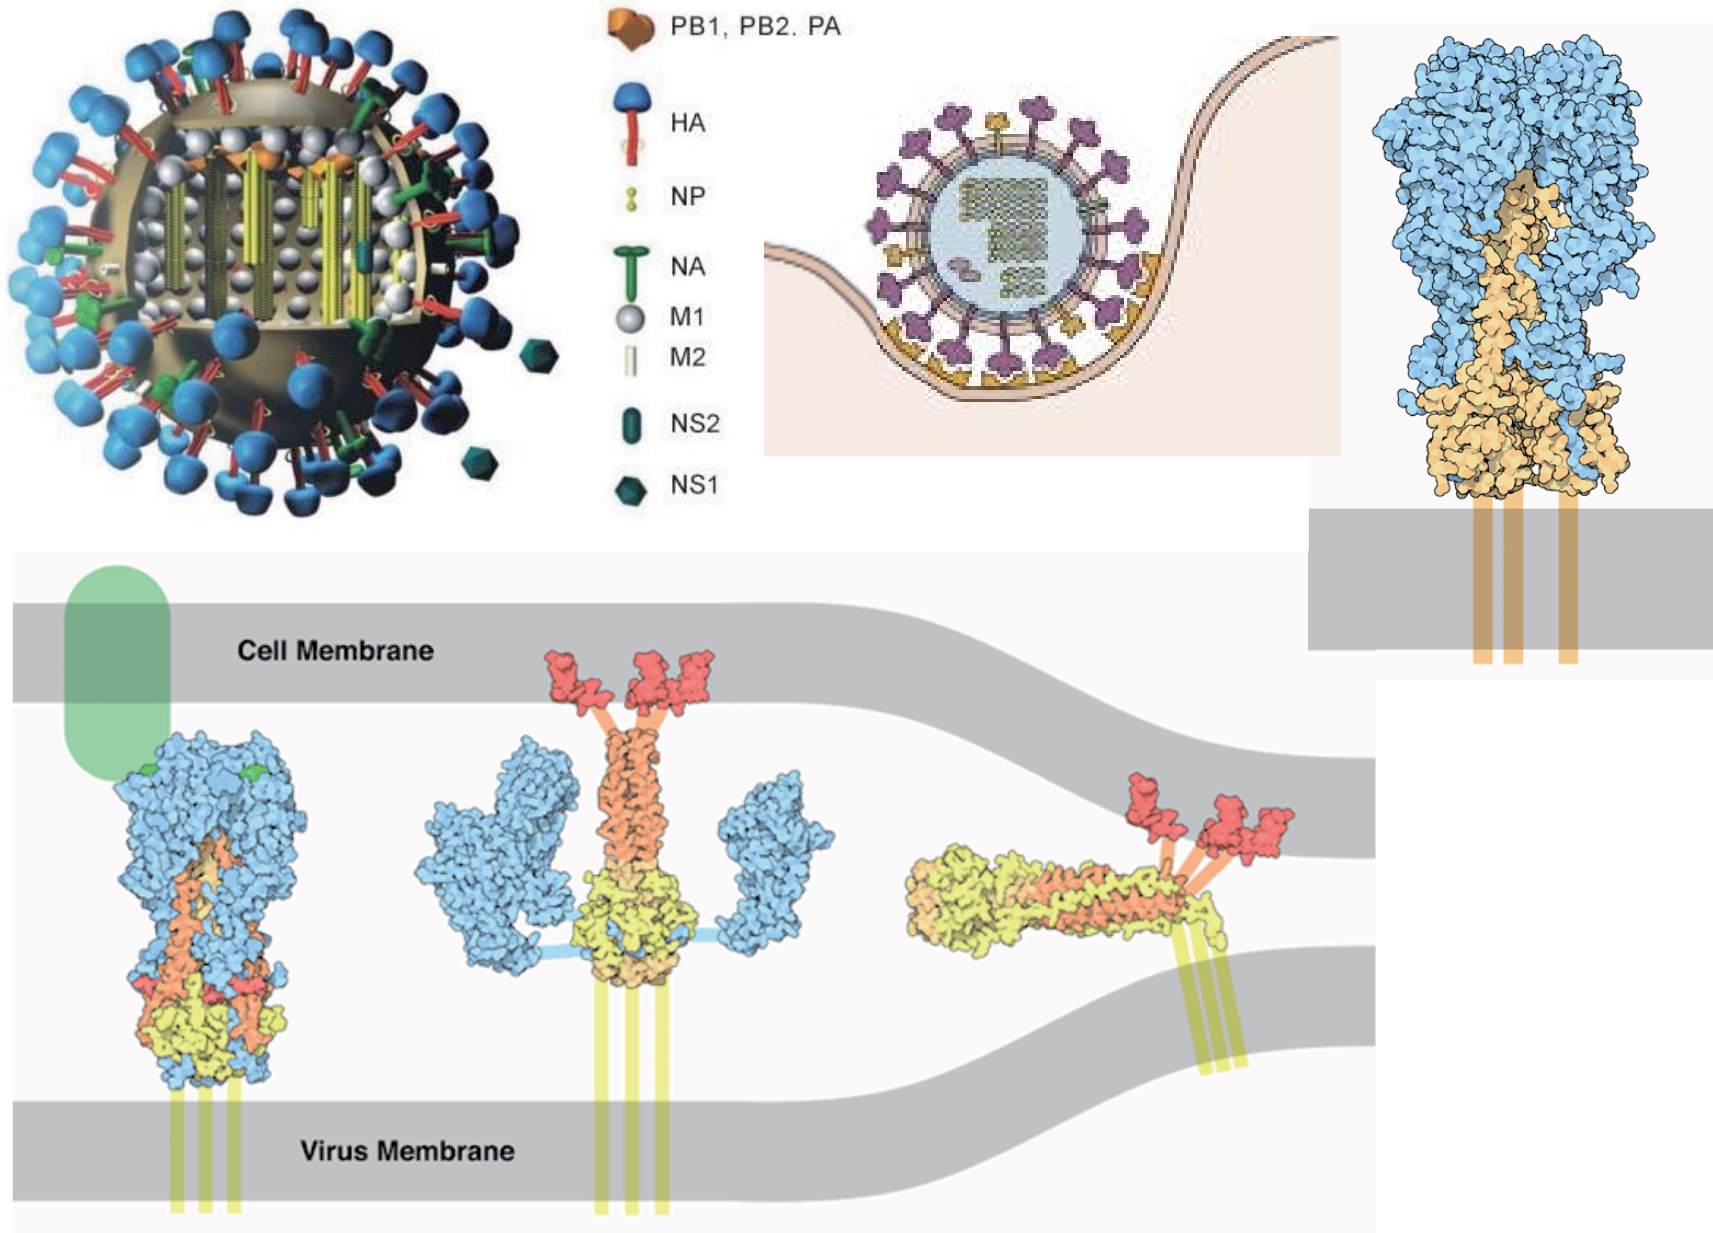 PB1, PB2. PA
HA
NP
NA
M1
M2
NS2
NS1
Cell Membrane
Virus Membrane